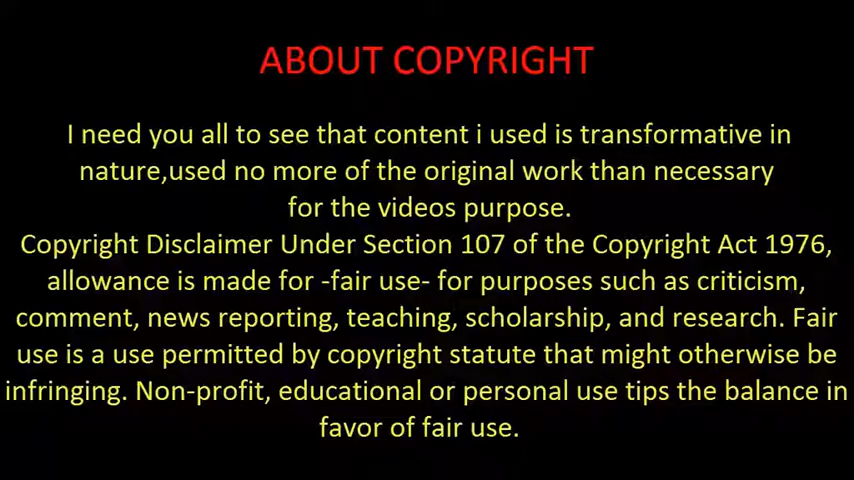 ABOUT COPYRIGHT
I need you all to see that content i used is transformative in
nature,used no more of the original work than necessary
for the videos purpose.
Copyright Disclaimer Under Section 107 of the Copyright Act 1976,
allowance is made for -fair use- for purposes such as criticism,
comment, news reporting, teaching, scholarship, and research. Fair
use is a use permitted by copyright statute that might otherwise be
infringing. Non-profit, educational or personal use tips the balance in
favor of fair use.